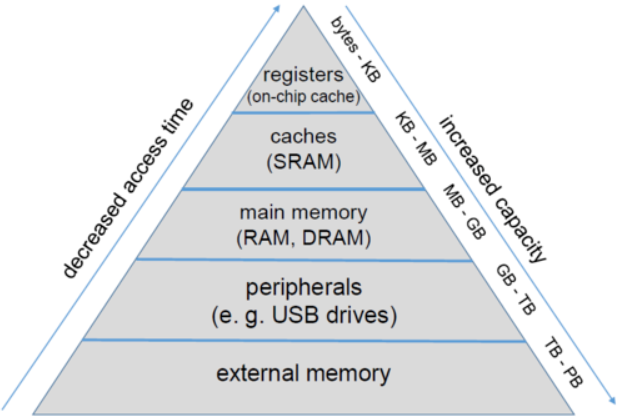 registers
(on-chip cache)
caches
(SRAM)
main memory
(RAM, DRAM)
peripherals
(e. g. USB drives)
external memory
decreased access time
increased capacity
bytes - KB
KB - MB
MB - GB
GB - TB
TB - PB